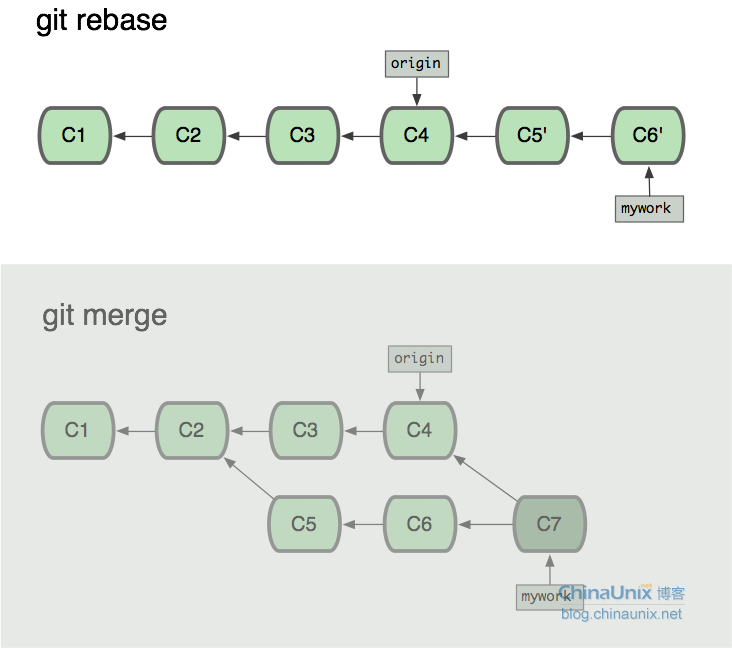 git rebase
origin
C1 C2 C3 C4 C5' C6'
mywork
git merge
origin
C1 C2 C3 C4
C5 C6 C7
mywork
ChinaUnix.net 博客
blog.chinaunix.net